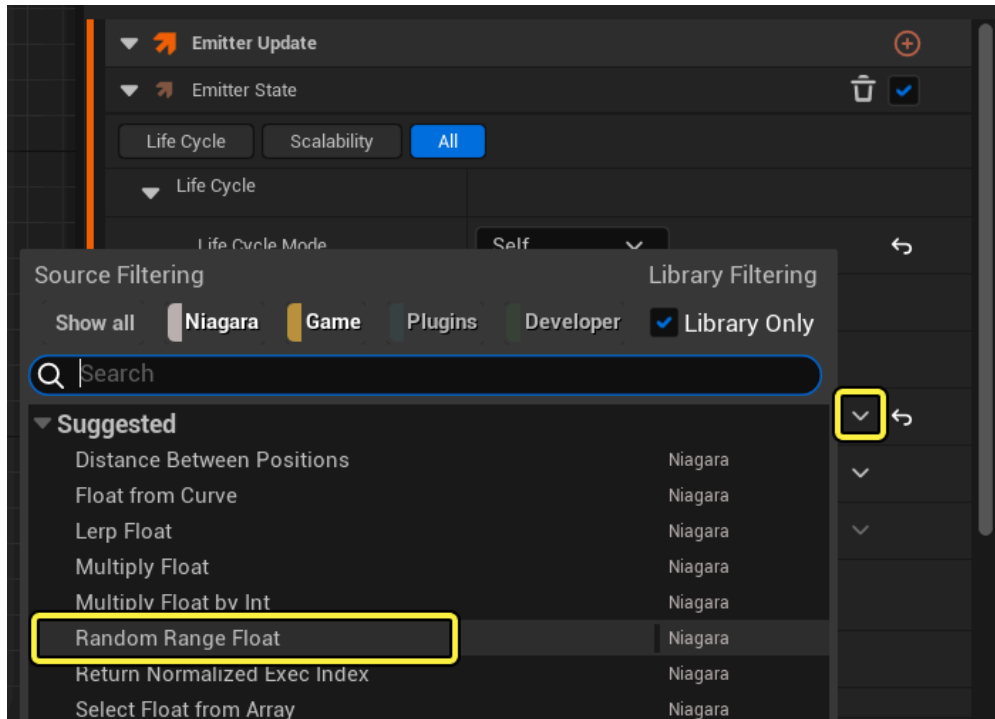 Emitter Update
Emitter State
Life Cycle Scalability All
Life Cycle
Life Cycle Mode Self
Source Filtering Library Filtering
Show all Niagara Game Plugins Developer Library Only
Search
Suggested
Distance Between Positions Niagara
Float from Curve Niagara
Lerp Float Niagara
Multiply Float Niagara
Multiply Float by Int Niagara
Random Range Float Niagara
Return Normalized Exec Index Niagara
Select Float from Array Niagara